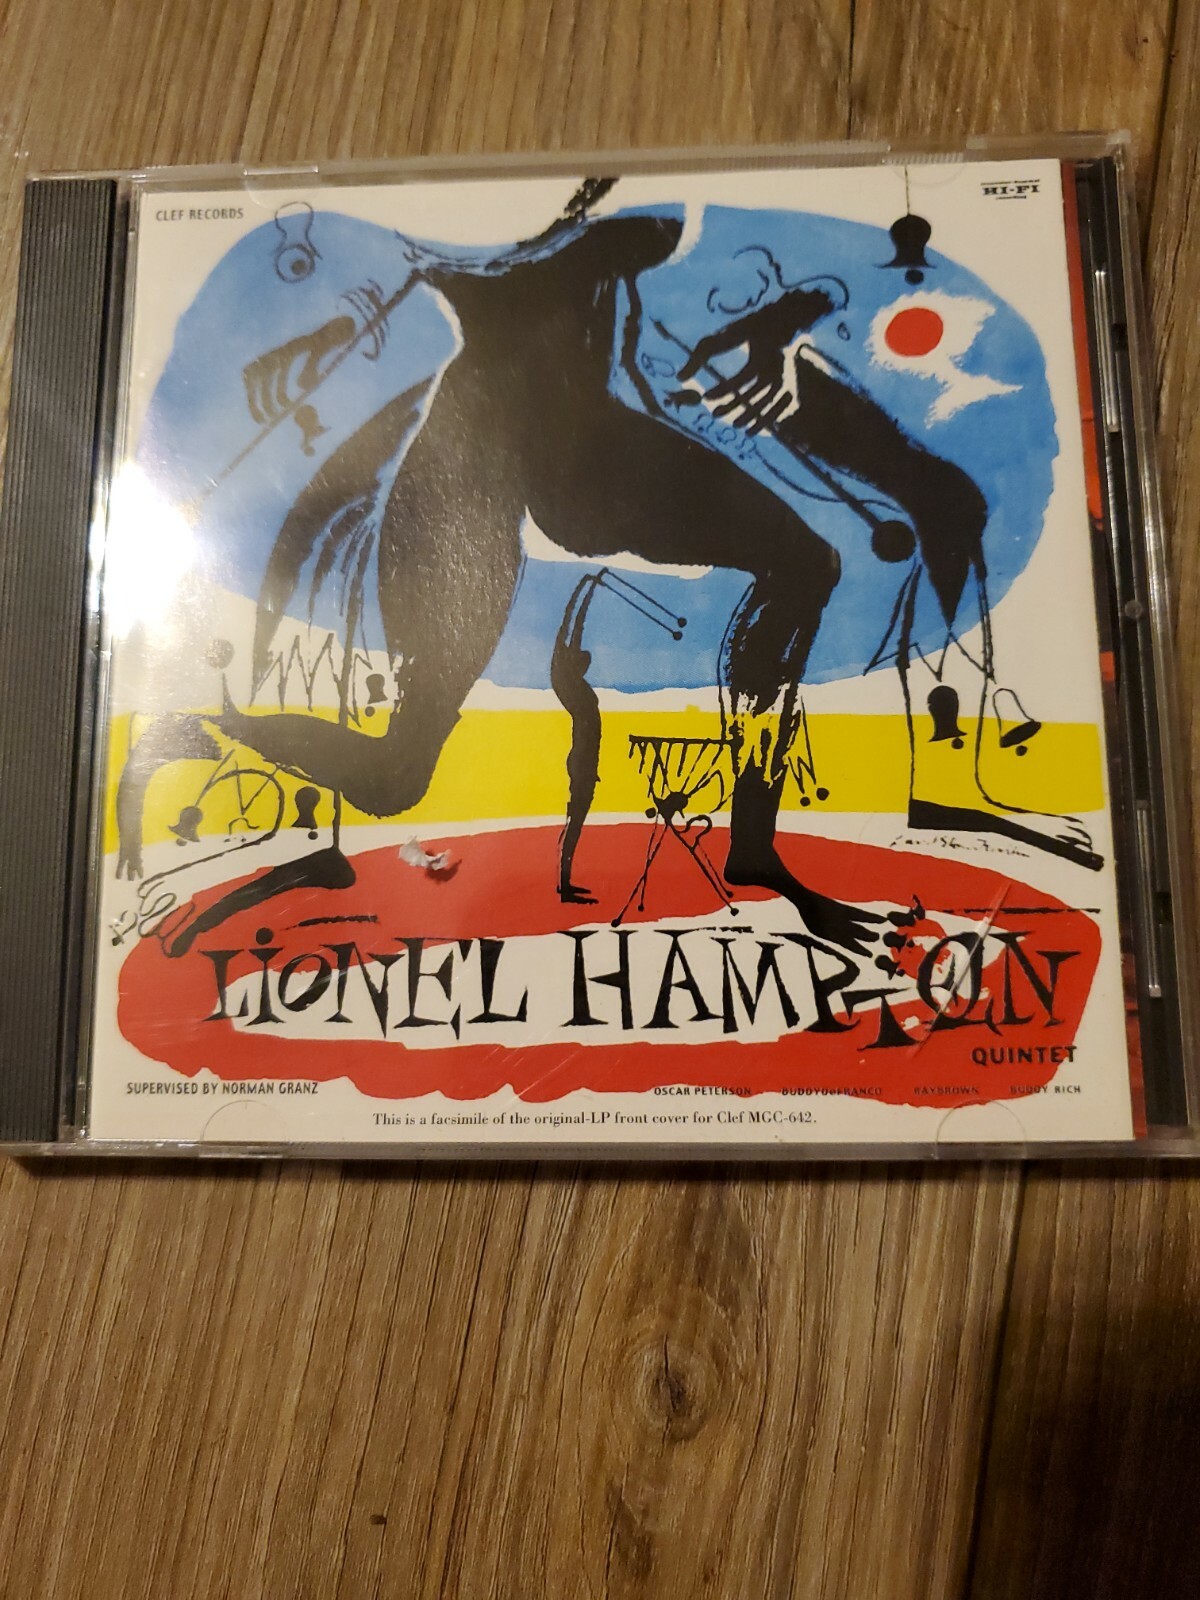 CLEF RECORDS
HI-FI
LIONEL HAMPTON
QUINTET
SUPERVISED BY NORMAN GRANZ
OSCAR PETERSON BUDDY DeFRANCO RAY BROWN BUDDY RICH
This is a facsimile of the original-LP front cover for Clef MGC-642.